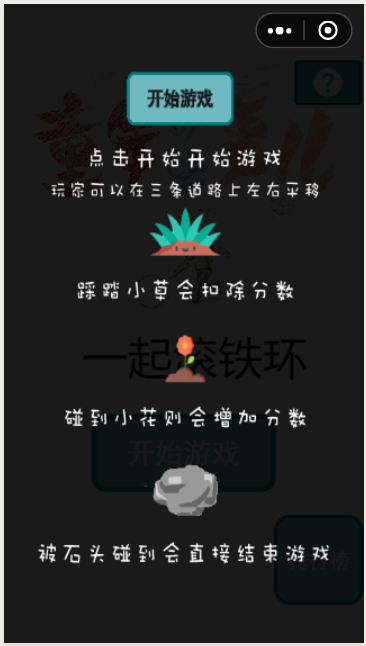 开始游戏
点击开始开始游戏
玩家可以在三条道路上左右平移
踩踏小草会扣除分数
一起滚铁环
碰到小花则会增加分数
开始游戏
被石头碰到会直接结束游戏